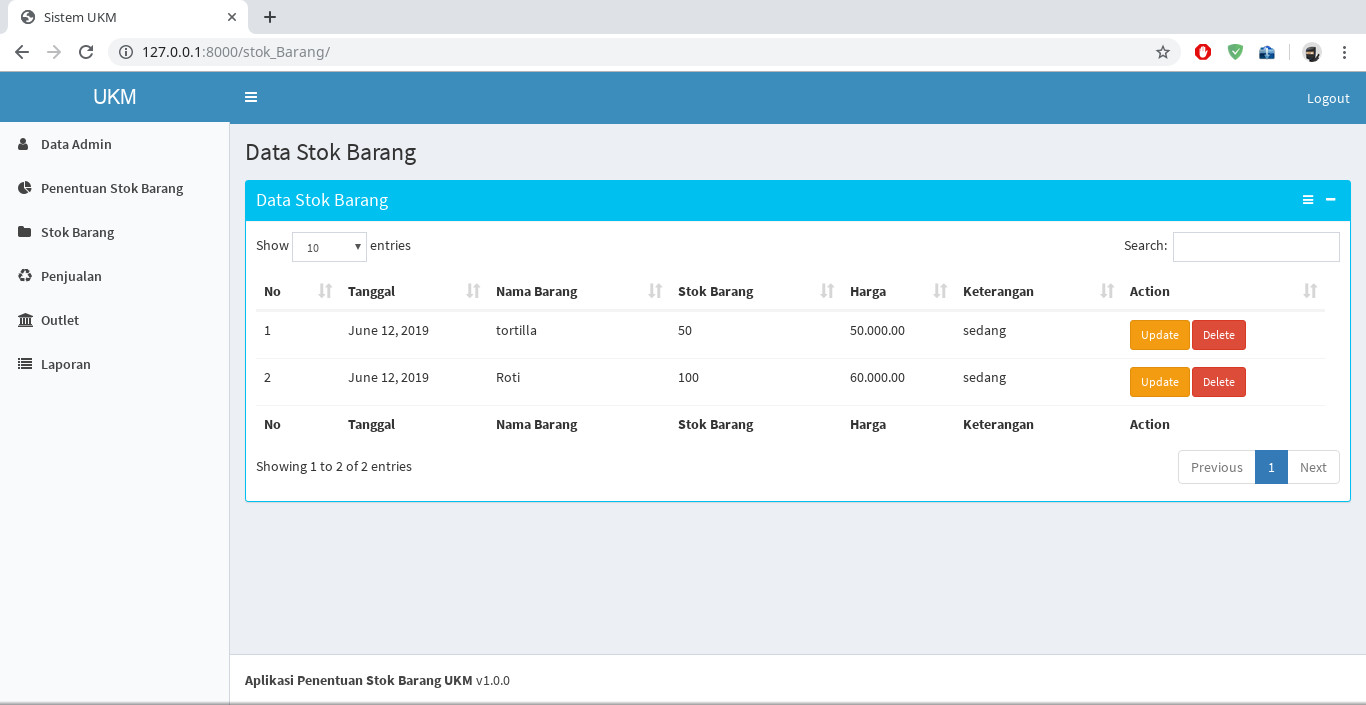 Sistem UKM
127.0.0.1:8000/stok_Barang/
UKM
Logout
Data Admin
Penentuan Stok Barang
Stok Barang
Penjualan
Outlet
Laporan
Data Stok Barang
Data Stok Barang
Show 10 entries Search:
No Tanggal Nama Barang Stok Barang Harga Keterangan Action
1 June 12, 2019 tortilla 50 50.000.00 sedang Update Delete
2 June 12, 2019 Roti 100 60.000.00 sedang Update Delete
No Tanggal Nama Barang Stok Barang Harga Keterangan Action
Showing 1 to 2 of 2 entries Previous 1 Next
Aplikasi Penentuan Stok Barang UKM v1.0.0